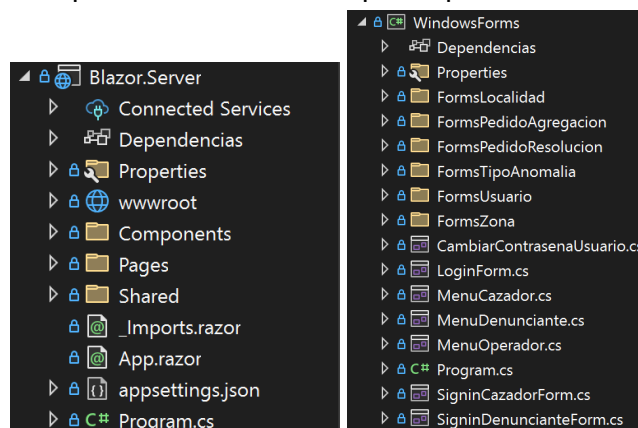 Blazor.Server
Connected Services
Dependencias
Properties
wwwroot
Components
Pages
Shared
_Imports.razor
App.razor
appsettings.json
Program.cs
C# WindowsForms
Dependencias
Properties
FormsLocalidad
FormsPedidoAgregacion
FormsPedidoResolucion
FormsTipoAnomalia
FormsUsuario
FormsZona
CambiarContrasenaUsuario.cs
LoginForm.cs
MenuCazador.cs
MenuDenunciante.cs
MenuOperador.cs
C# Program.cs
SigninCazadorForm.cs
SigninDenuncianteForm.cs